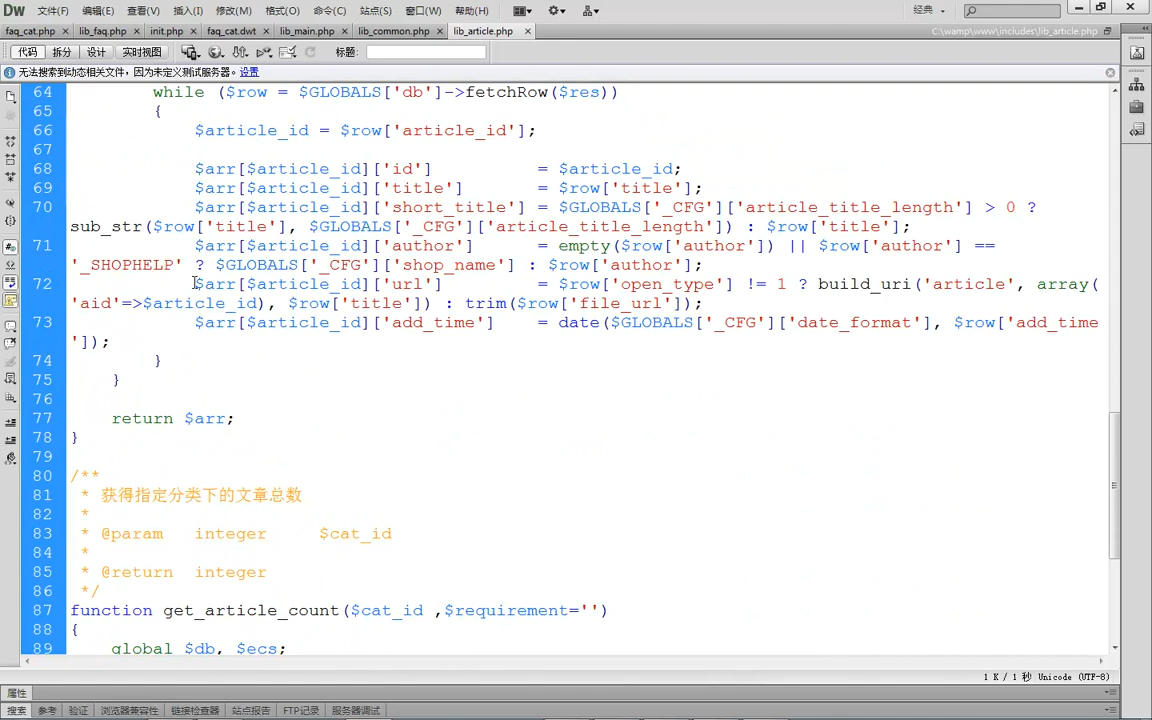 Dw 文件(F) 编辑(E) 查看(V) 插入(I) 修改(M) 格式(O) 命令(C) 站点(S) 窗口(W) 帮助(H) 经典
faq_cat.php × lib_faq.php × init.php × faq_cat.dwt × lib_main.php × lib_common.php × lib_article.php × C:\wamp\www\includes\lib_article.php
代码 拆分 设计 实时视图 标题:
无法搜索到动态相关文件，因为未定义测试服务器。 设置
64 while ($row = $GLOBALS['db']->fetchRow($res))
65 {
66 $article_id = $row['article_id'];
67
68 $arr[$article_id]['id'] = $article_id;
69 $arr[$article_id]['title'] = $row['title'];
70 $arr[$article_id]['short_title'] = $GLOBALS['_CFG']['article_title_length'] > 0 ?
sub_str($row['title'], $GLOBALS['_CFG']['article_title_length']) : $row['title'];
71 $arr[$article_id]['author'] = empty($row['author']) || $row['author'] ==
'_SHOPHELP' ? $GLOBALS['_CFG']['shop_name'] : $row['author'];
72 $arr[$article_id]['url'] = $row['open_type'] != 1 ? build_uri('article', array(
'aid'=>$article_id), $row['title']) : trim($row['file_url']);
73 $arr[$article_id]['add_time'] = date($GLOBALS['_CFG']['date_format'], $row['add_time
']);
74 }
75 }
76
77 return $arr;
78 }
79
80 /**
81 * 获得指定分类下的文章总数
82 *
83 * @param integer $cat_id
84 *
85 * @return integer
86 */
87 function get_article_count($cat_id ,$requirement='')
88 {
89 global $db, $ecs;
1 K / 1 秒 Unicode (UTF-8)
属性
搜索 参考 验证 浏览器兼容性 链接检查器 站点报告 FTP记录 服务器调试